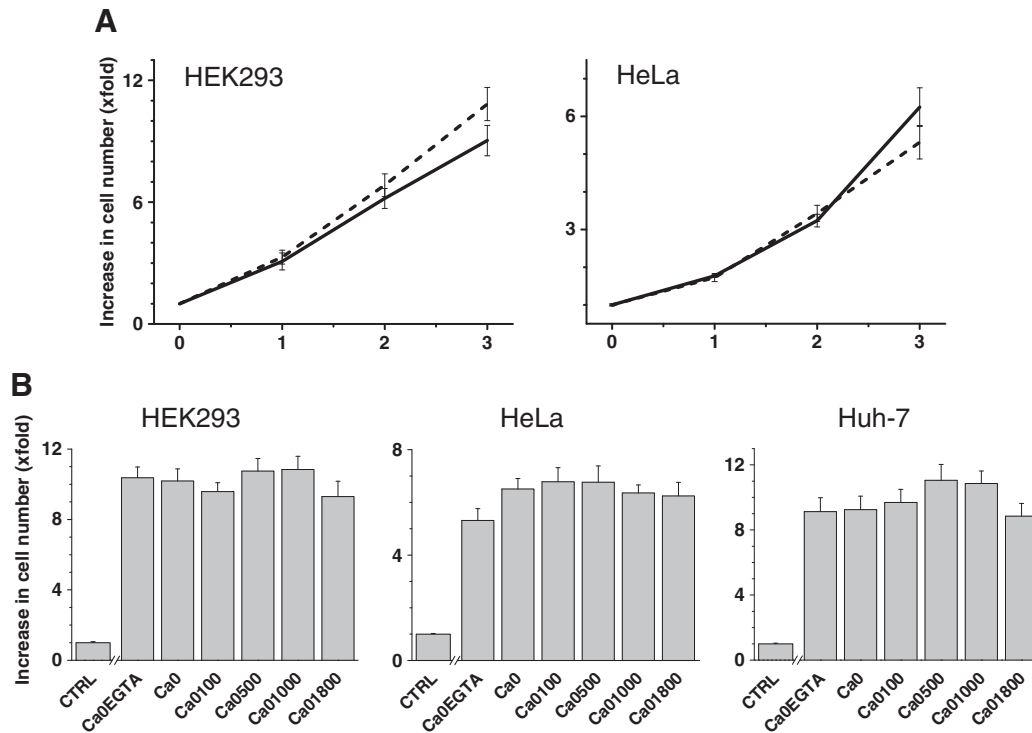 A
HEK293
HeLa
Increase in cell number (xfold)
12
6
0
6
3
0 1 2 3
0 1 2 3
B
HEK293
HeLa
Huh-7
Increase in cell number (xfold)
12
8
4
0
8
4
0
12
8
4
0
CTRL Ca0EGTA Ca0 Ca0100 Ca0500 Ca01000 Ca01800
CTRL Ca0EGTA Ca0 Ca0100 Ca0500 Ca01000 Ca01800
CTRL Ca0EGTA Ca0 Ca0100 Ca0500 Ca01000 Ca01800